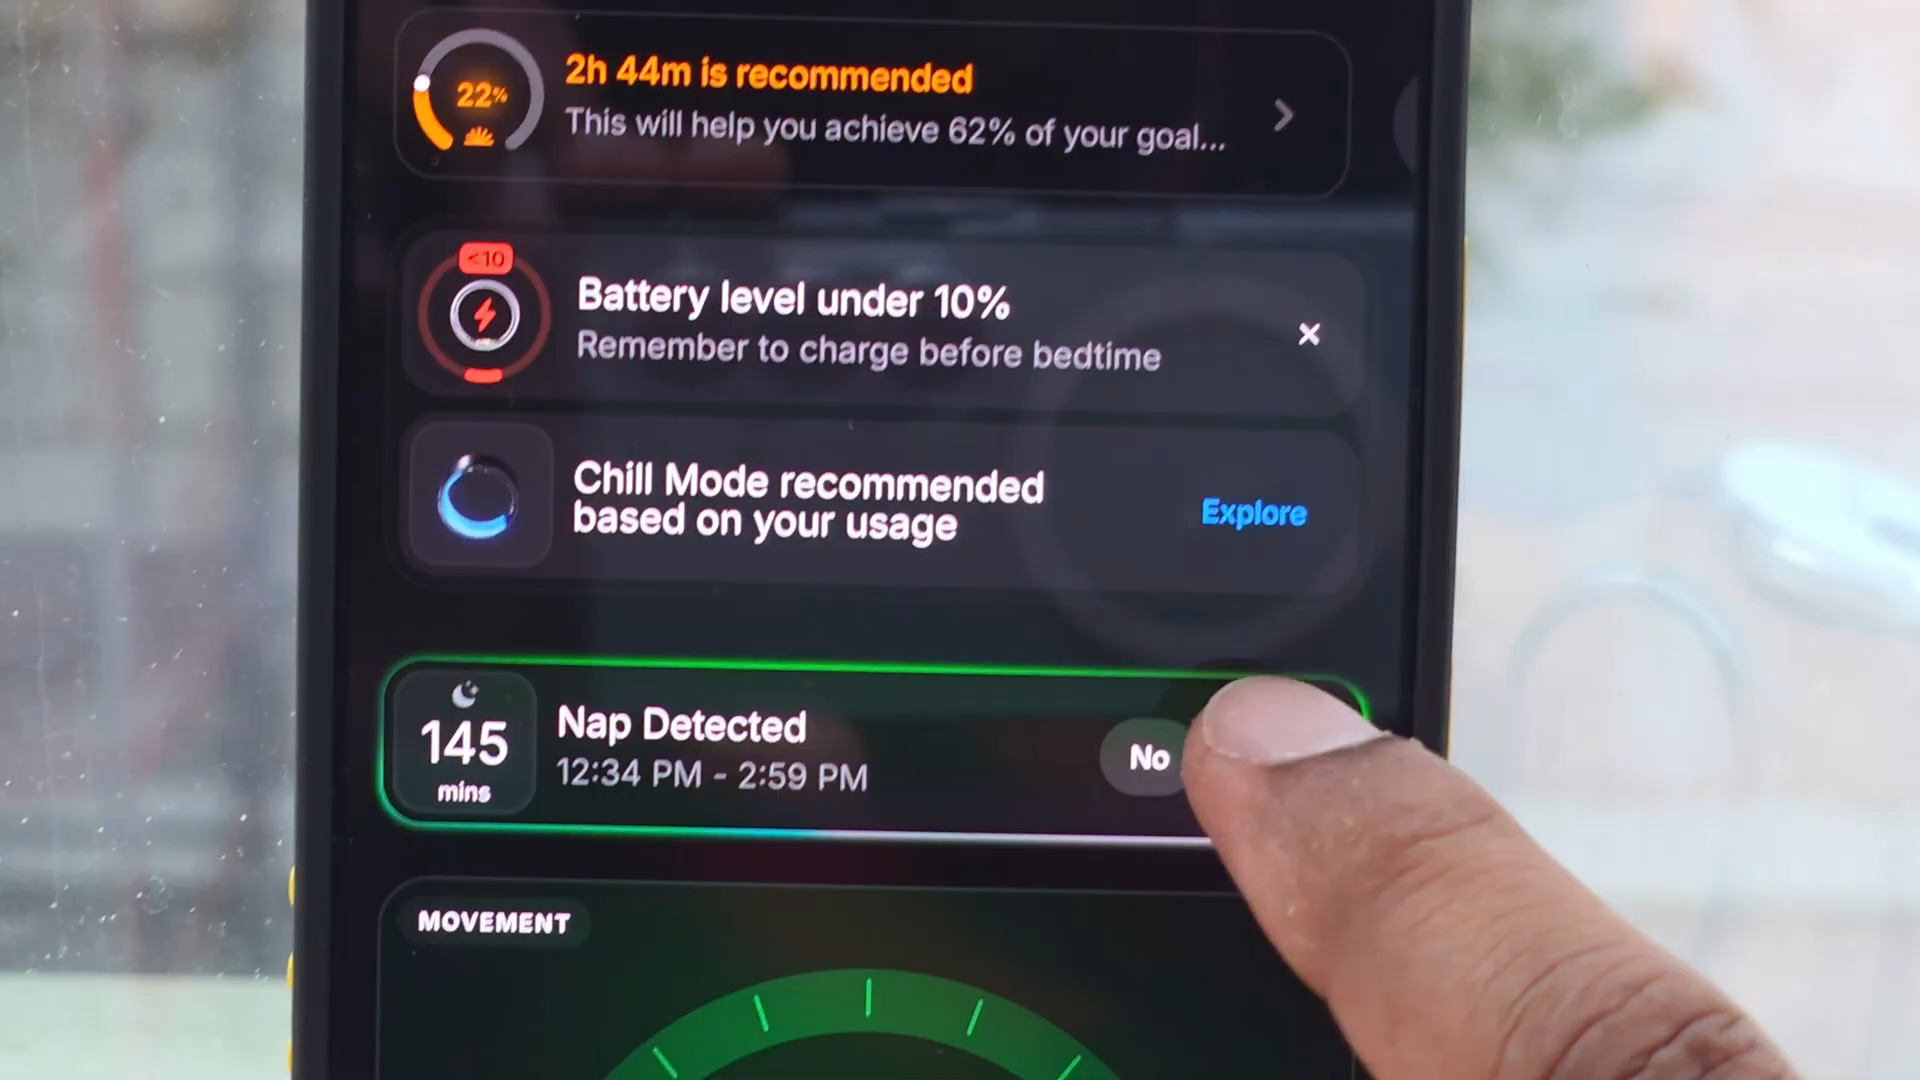 22%
2h 44m is recommended
This will help you achieve 62% of your goal...
<10
Battery level under 10%
Remember to charge before bedtime
Chill Mode recommended
based on your usage
Explore
145
mins
Nap Detected
12:34 PM - 2:59 PM
No
MOVEMENT